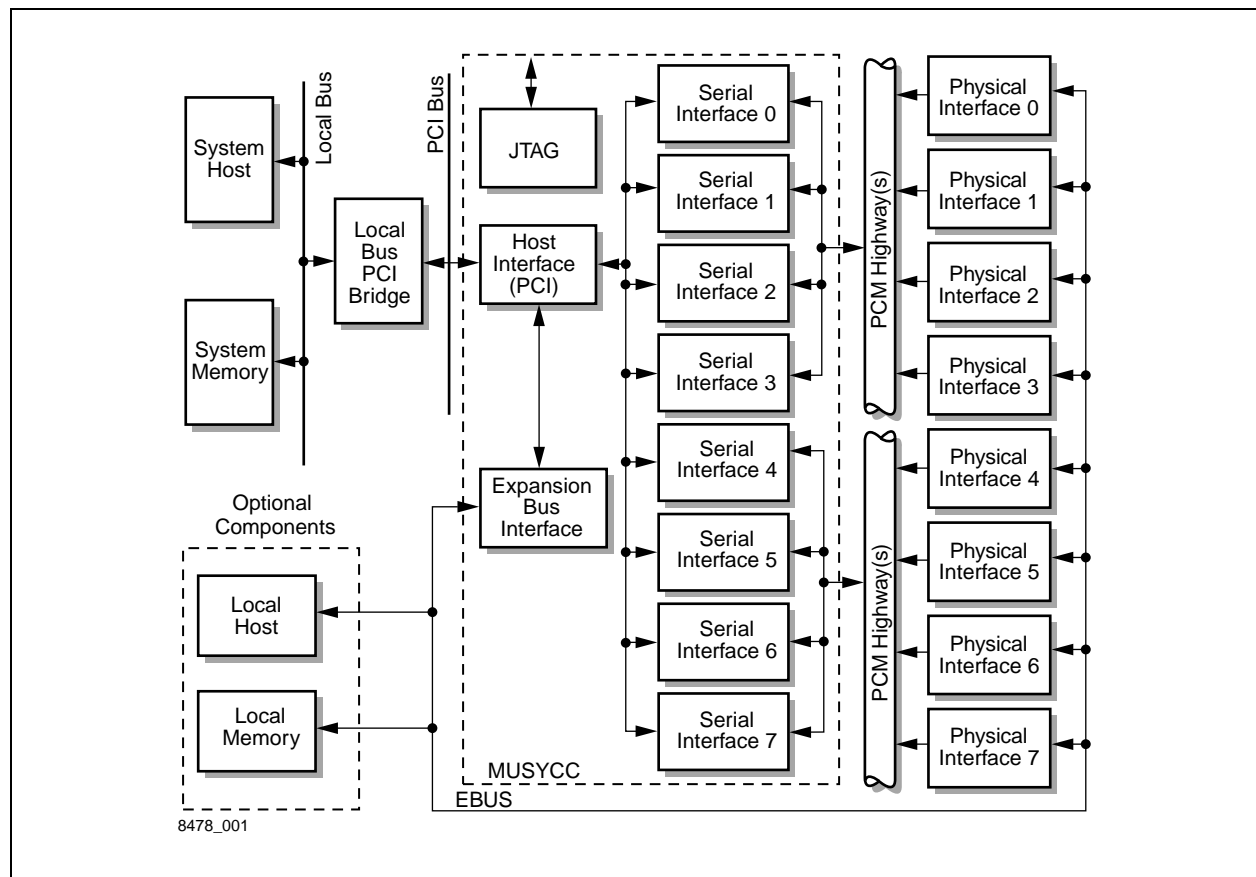 Local Bus
PCI Bus
System
Host
System
Memory
Local
Bus
PCI
Bridge
JTAG
Host
Interface
(PCI)
Expansion
Bus
Interface
Serial
Interface 0
Serial
Interface 1
Serial
Interface 2
Serial
Interface 3
Serial
Interface 4
Serial
Interface 5
Serial
Interface 6
Serial
Interface 7
PCM Highway(s)
PCM Highway(s)
Physical
Interface 0
Physical
Interface 1
Physical
Interface 2
Physical
Interface 3
Physical
Interface 4
Physical
Interface 5
Physical
Interface 6
Physical
Interface 7
Optional
Components
Local
Host
Local
Memory
MUSYCC
EBUS
8478_001